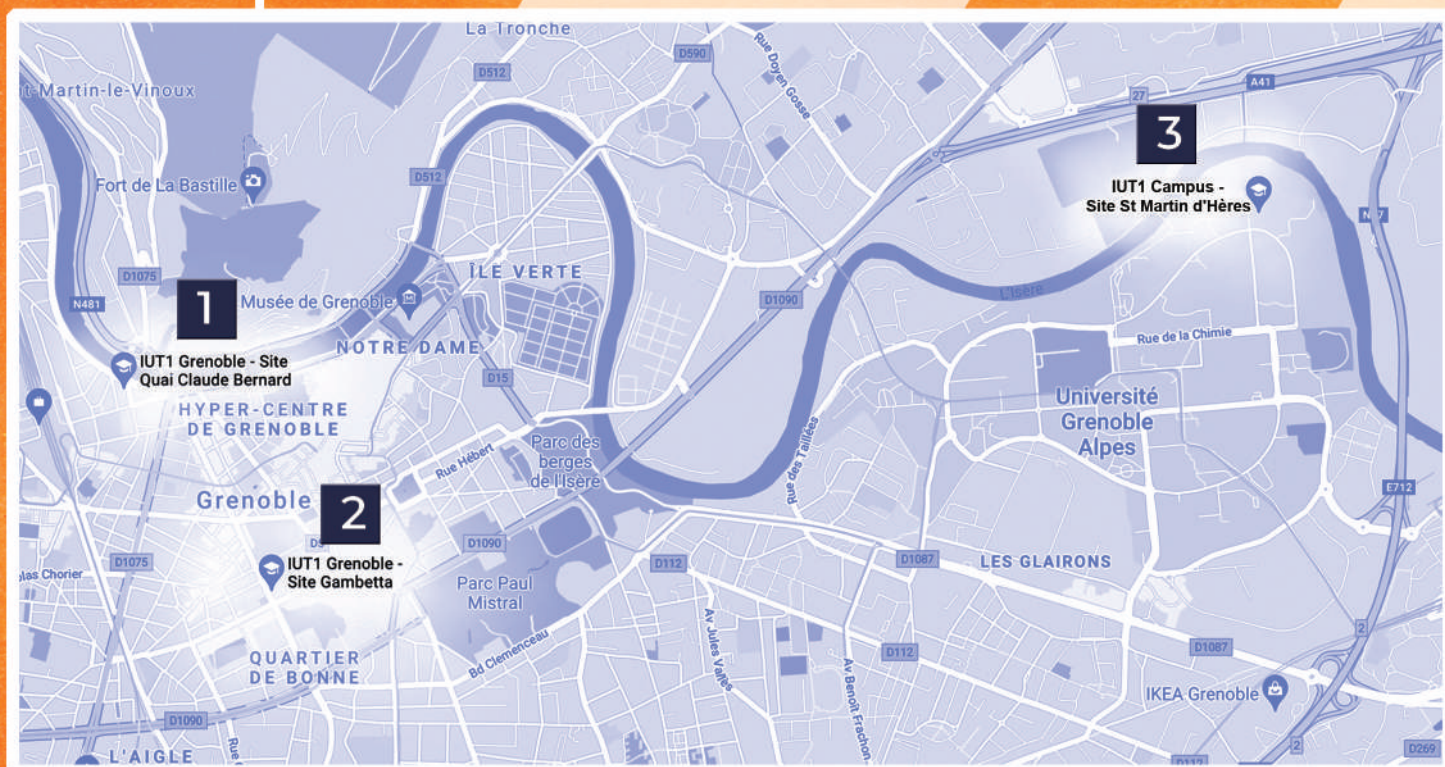 La Tronche
D590
D512
Rue Doyen Gosse
A41
27
t-Martin-le-Vinoux
3
Fort de La Bastille
D512
IUT1 Campus -
Site St Martin d'Hères
D1075
ÎLE VERTE
1
Musée de Grenoble
N481
D1090
L'Isère
NOTRE DAME
Rue de la Chimie
IUT1 Grenoble - Site
Quai Claude Bernard
D15
HYPER-CENTRE
DE GRENOBLE
Université
Grenoble
Alpes
Parc des
berges
de l'Isère
Rue Hébert
Rue des Taillées
Grenoble
2
E712
D1090
D1075
IUT1 Grenoble -
Site Gambetta
D112
D1087
LES GLAIRONS
olas Chorier
Parc Paul
Mistral
Av. Jules Vallès
Bd Clemenceau
2
D1087
D112
QUARTIER
DE BONNE
Av. Benoît Frachon
IKEA Grenoble
D1090
Rue
2
D269
L'AIGLE
D112